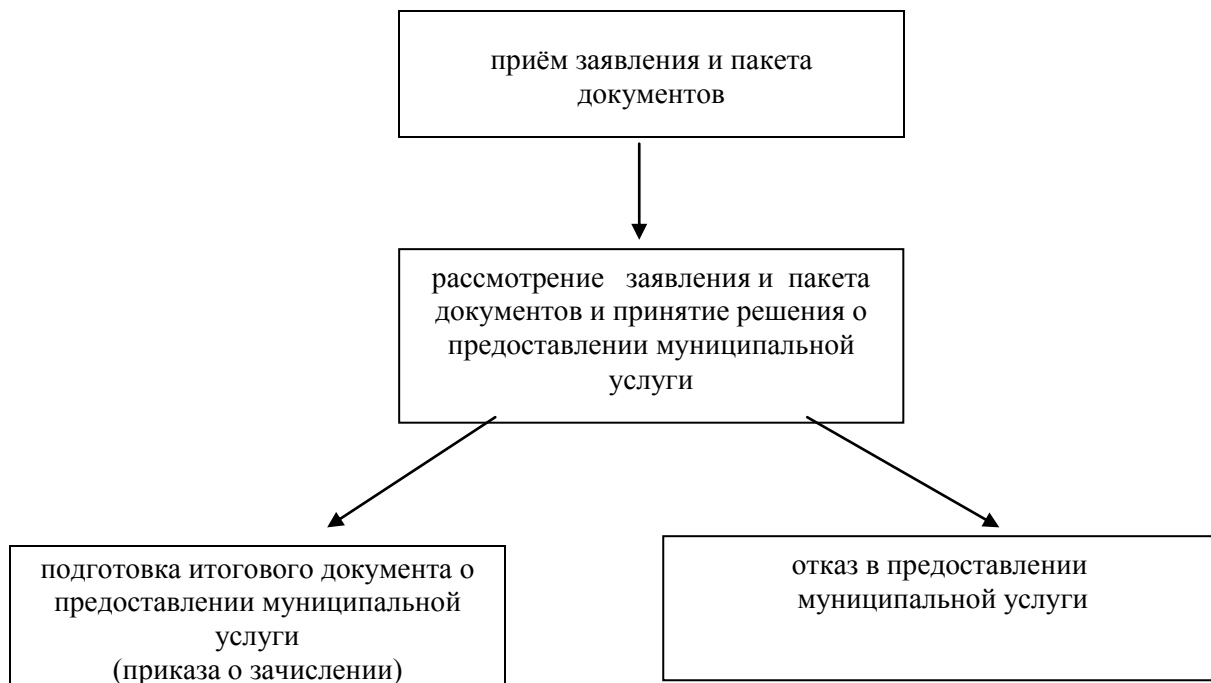 приём заявления и пакета
документов
рассмотрение заявления и пакета
документов и принятие решения о
предоставлении муниципальной
услуги
подготовка итогового документа о
предоставлении муниципальной
услуги
(приказа о зачислении)
отказ в предоставлении
муниципальной услуги